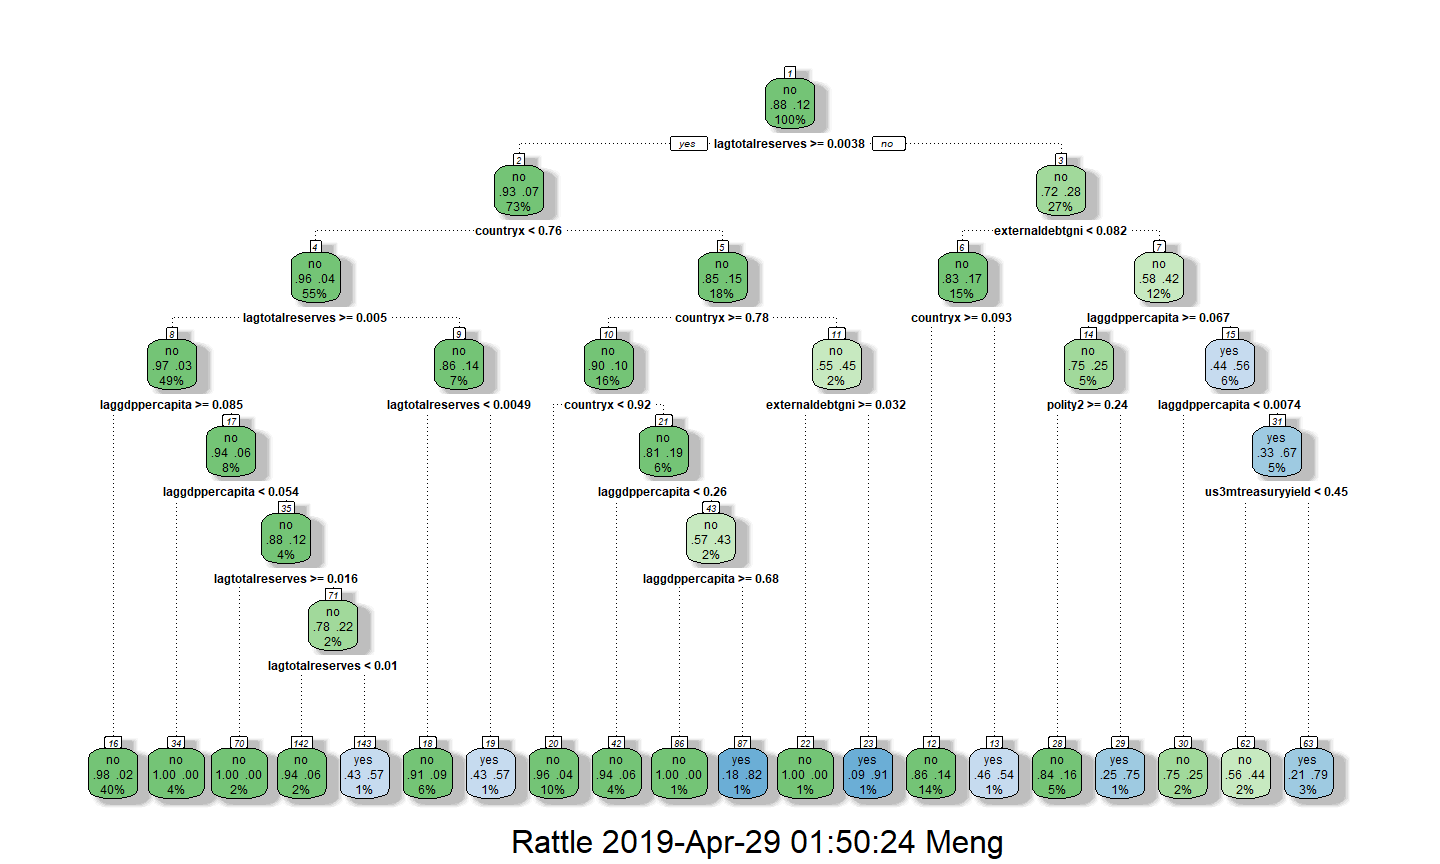 1
no
.88 .12
100%
yes lagtotalreserves >= 0.0038 no
2
no
.93 .07
73%
3
no
.72 .28
27%
countryx < 0.76
externaldebtgni < 0.082
4
no
.96 .04
55%
5
no
.85 .15
18%
6
no
.83 .17
15%
7
no
.58 .42
12%
lagtotalreserves >= 0.005
countryx >= 0.78
countryx >= 0.093
laggdppercapita >= 0.067
8
no
.97 .03
49%
9
no
.86 .14
7%
10
no
.90 .10
16%
11
no
.55 .45
2%
14
no
.75 .25
5%
15
yes
.44 .56
6%
laggdppercapita >= 0.085
lagtotalreserves < 0.0049
countryx < 0.92
externaldebtgni >= 0.032
polity2 >= 0.24
laggdppercapita < 0.0074
17
no
.94 .06
8%
21
no
.81 .19
6%
31
yes
.33 .67
5%
laggdppercapita < 0.054
laggdppercapita < 0.26
us3mtreasuryyield < 0.45
35
no
.88 .12
4%
43
no
.57 .43
2%
lagtotalreserves >= 0.016
laggdppercapita >= 0.68
71
no
.78 .22
2%
lagtotalreserves < 0.01
16
no
.98 .02
40%
34
no
1.00 .00
4%
70
no
1.00 .00
2%
142
no
.94 .06
2%
143
yes
.43 .57
1%
18
no
.91 .09
6%
19
yes
.43 .57
1%
20
no
.96 .04
10%
42
no
.94 .06
4%
86
no
1.00 .00
1%
87
yes
.18 .82
1%
22
no
1.00 .00
1%
23
yes
.09 .91
1%
12
no
.86 .14
14%
13
yes
.46 .54
1%
28
no
.84 .16
5%
29
yes
.25 .75
1%
30
no
.75 .25
2%
62
no
.56 .44
2%
63
yes
.21 .79
3%
Rattle 2019-Apr-29 01:50:24 Meng